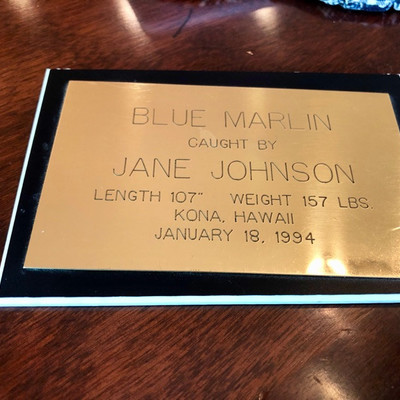 BLUE MARLIN
CAUGHT BY
JANE JOHNSON
LENGTH 107" WEIGHT 157 LBS.
KONA, HAWAII
JANUARY 18, 1994